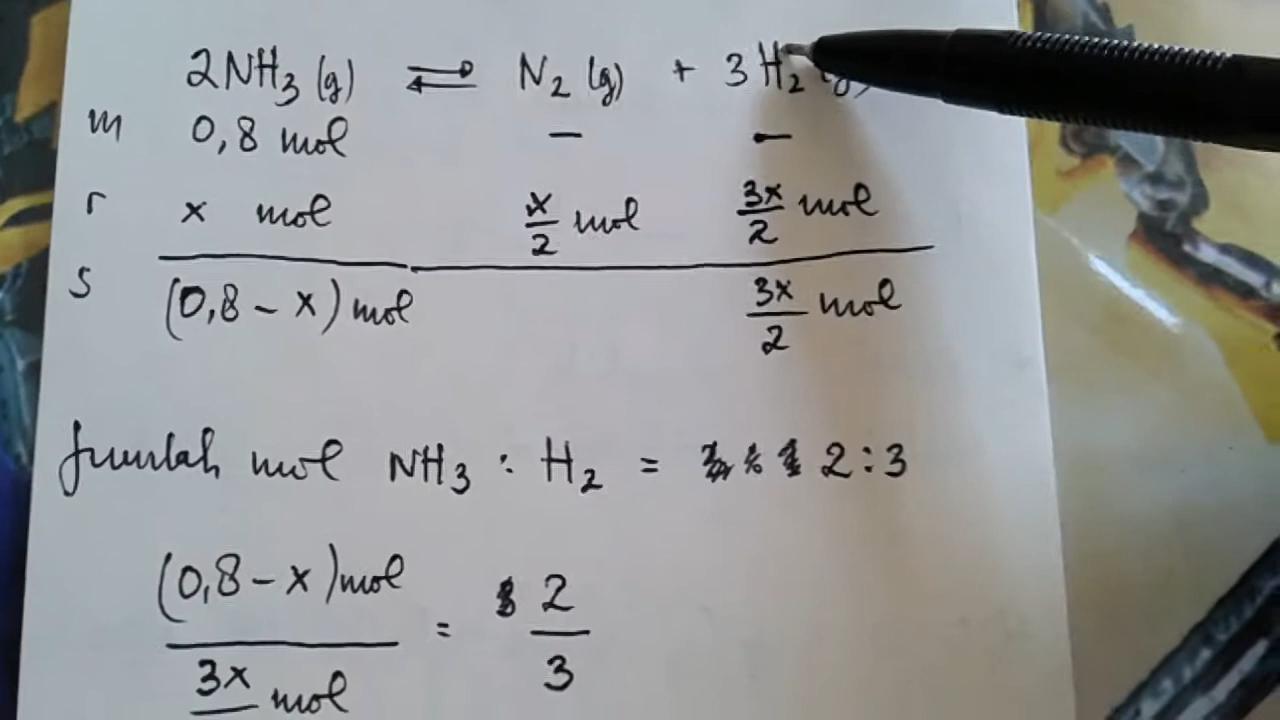 2NH₃ (g) ⇌ N₂ (g) + 3H₂ (g)
m 0,8 mol – –
r x mol x/2 mol 3x/2 mol
s (0,8 – x) mol 3x/2 mol
Jumlah mol NH₃ : H₂ = 2 : 3
(0,8 – x) mol / 3x mol = 2/3